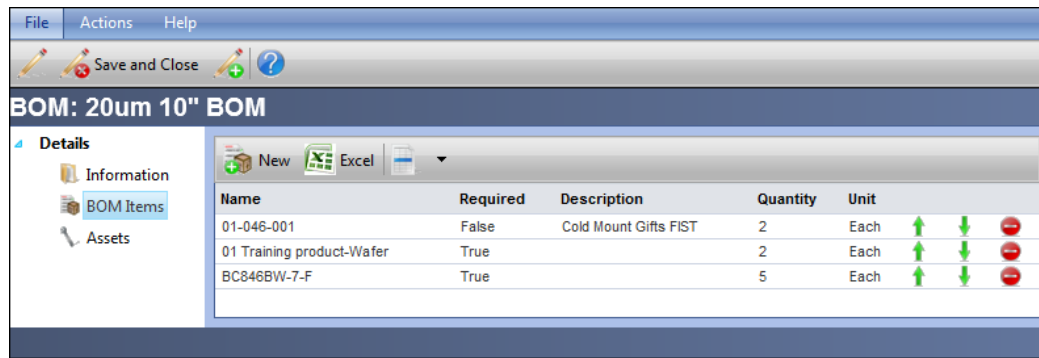 File Actions Help
Save and Close
BOM: 20um 10" BOM
Details
Information
BOM Items
Assets
New Excel
Name Required Description Quantity Unit
01-046-001 False Cold Mount Gifts FIST 2 Each
01 Training product-Wafer True 2 Each
BC846BW-7-F True 5 Each